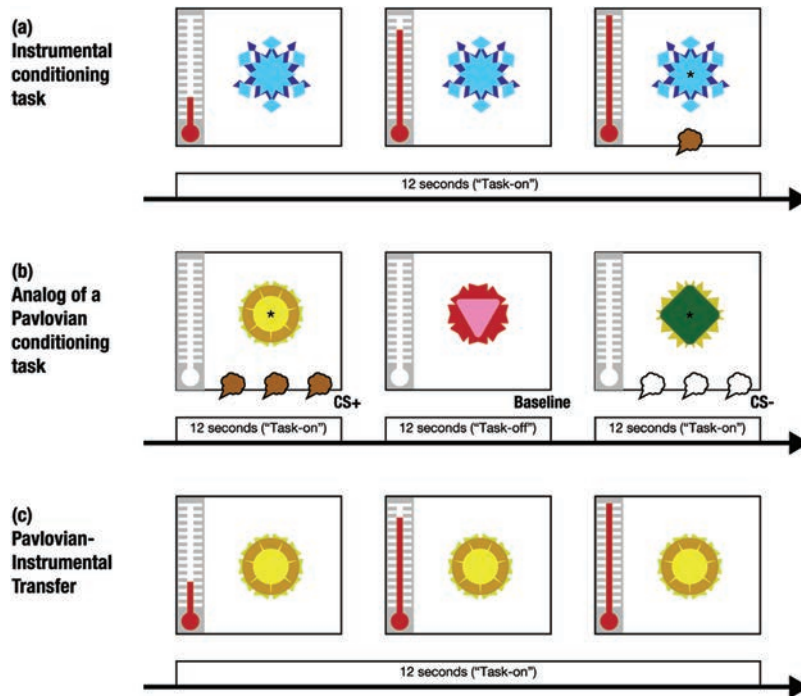 (a)
Instrumental
conditioning
task
*
12 seconds ("Task-on")
(b)
Analog of a
Pavlovian
conditioning
task
*
*
CS+
Baseline
CS-
12 seconds ("Task-on")
12 seconds ("Task-off")
12 seconds ("Task-on")
(c)
Pavlovian-
Instrumental
Transfer
12 seconds ("Task-on")